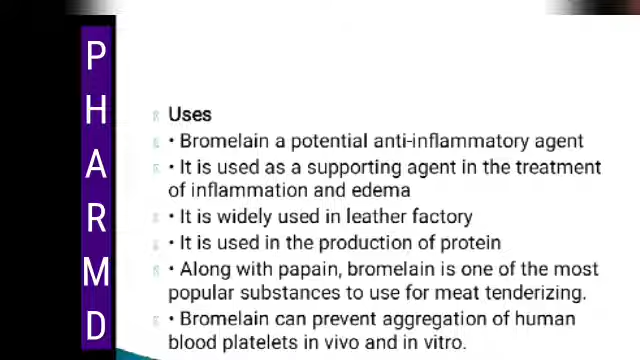 P
H
A
R
M
D
Uses
• Bromelain a potential anti-inflammatory agent
• It is used as a supporting agent in the treatment
of inflammation and edema
• It is widely used in leather factory
• It is used in the production of protein
• Along with papain, bromelain is one of the most
popular substances to use for meat tenderizing.
• Bromelain can prevent aggregation of human
blood platelets in vivo and in vitro.